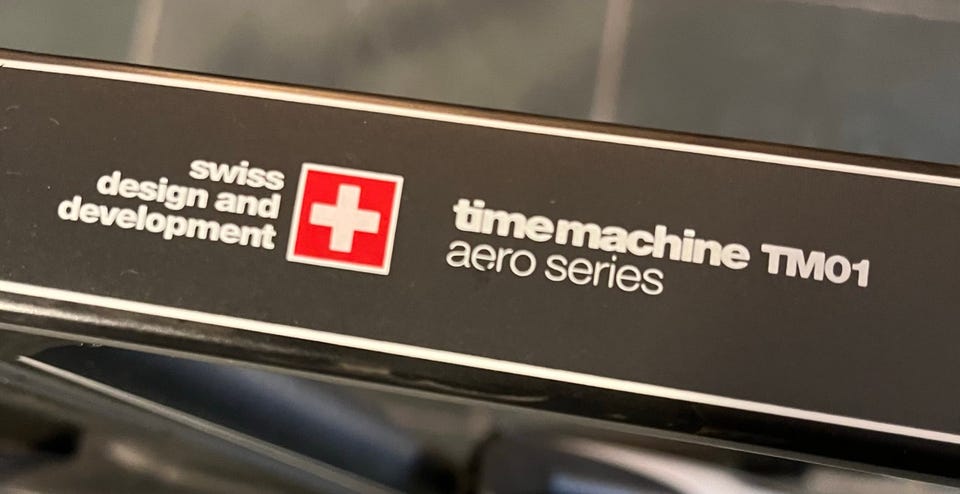 swiss
design and
development
timemachine TM01
aero series